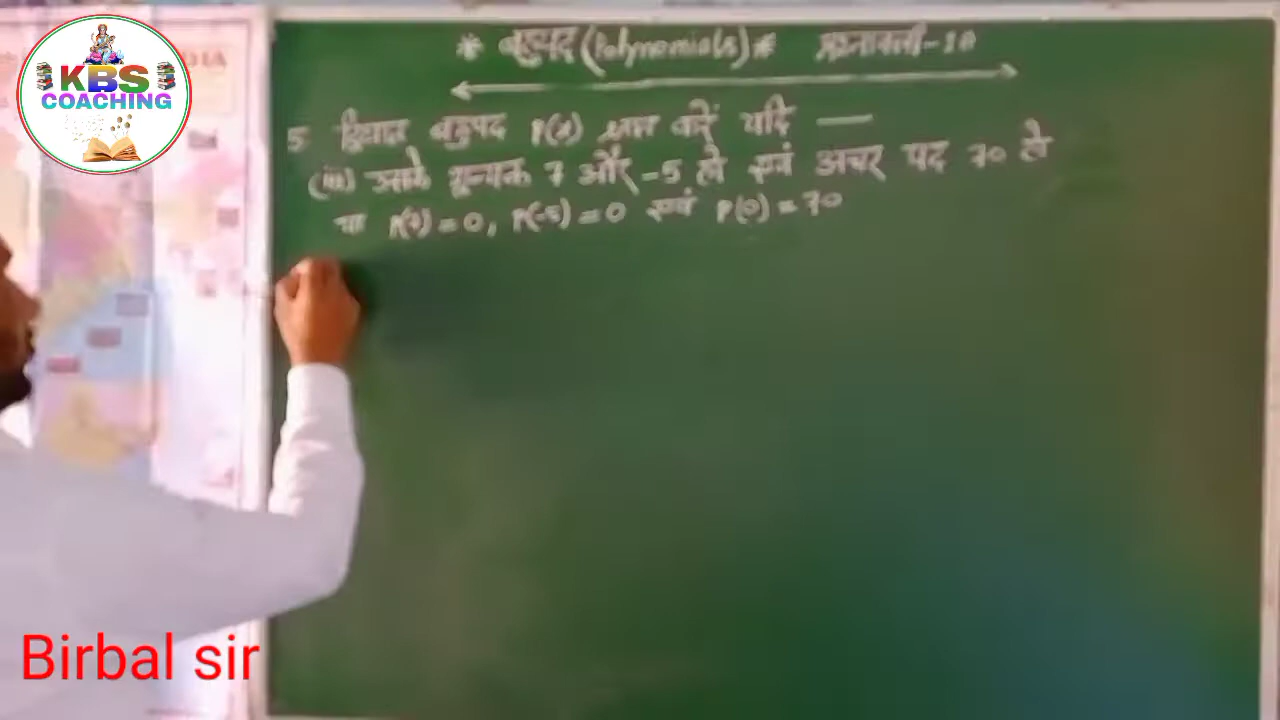 KBS
COACHING
* बहुपद (Polynomials) * प्रश्नावली-1A
5 द्विघात बहुपद P(x) ज्ञात करें यदि —
(iii) उसके शून्यक 7 और -5 हो एवं अचर पद 70 हो
या P(7) = 0, P(-5) = 0 एवं P(0) = 70
Birbal sir